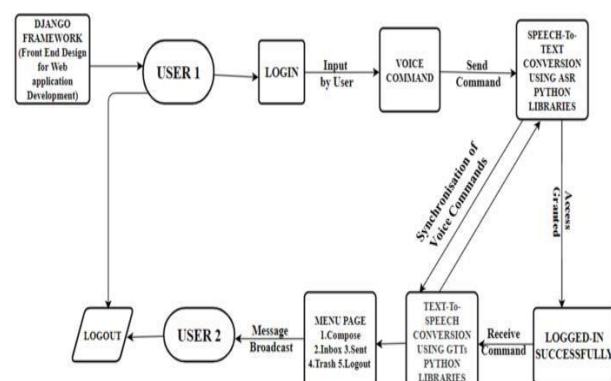 DJANGO
FRAMEWORK
(Front End Design
for Web
application
Development)
USER 1
LOGIN
Input
by User
VOICE
COMMAND
Send
Command
SPEECH-To-
TEXT
CONVERSION
USING ASR
PYTHON
LIBRARIES
Synchronisation of
Voice Commands
Access
Granted
LOGOUT
USER 2
Message
Broadcast
MENU PAGE
1.Compose
2.Inbox 3.Sent
4.Trash 5.Logout
TEXT-To-
SPEECH
CONVERSION
USING GTTs
PYTHON
LIBRARIES
Receive
Command
LOGGED-IN
SUCCESSFULLY